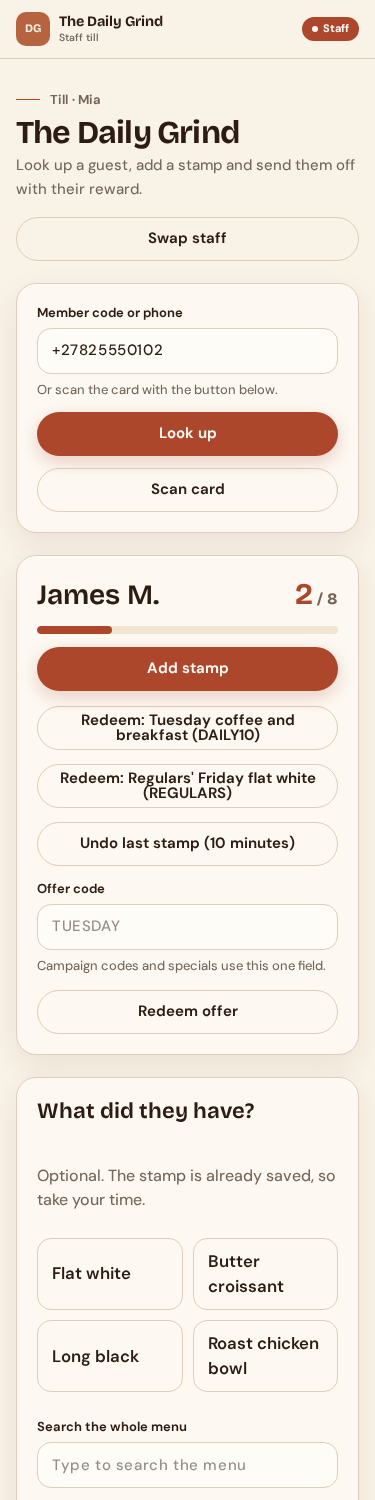 DG
The Daily Grind
Staff till
Staff
Till · Mia
The Daily Grind
Look up a guest, add a stamp and send them off
with their reward.
Swap staff
Member code or phone
+27825550102
Or scan the card with the button below.
Look up
Scan card
James M.
2 / 8
Add stamp
Redeem: Tuesday coffee and
breakfast (DAILY10)
Redeem: Regulars' Friday flat white
(REGULARS)
Undo last stamp (10 minutes)
Offer code
TUESDAY
Campaign codes and specials use this one field.
Redeem offer
What did they have?
Optional. The stamp is already saved, so
take your time.
Flat white
Butter
croissant
Long black
Roast chicken
bowl
Search the whole menu
Type to search the menu